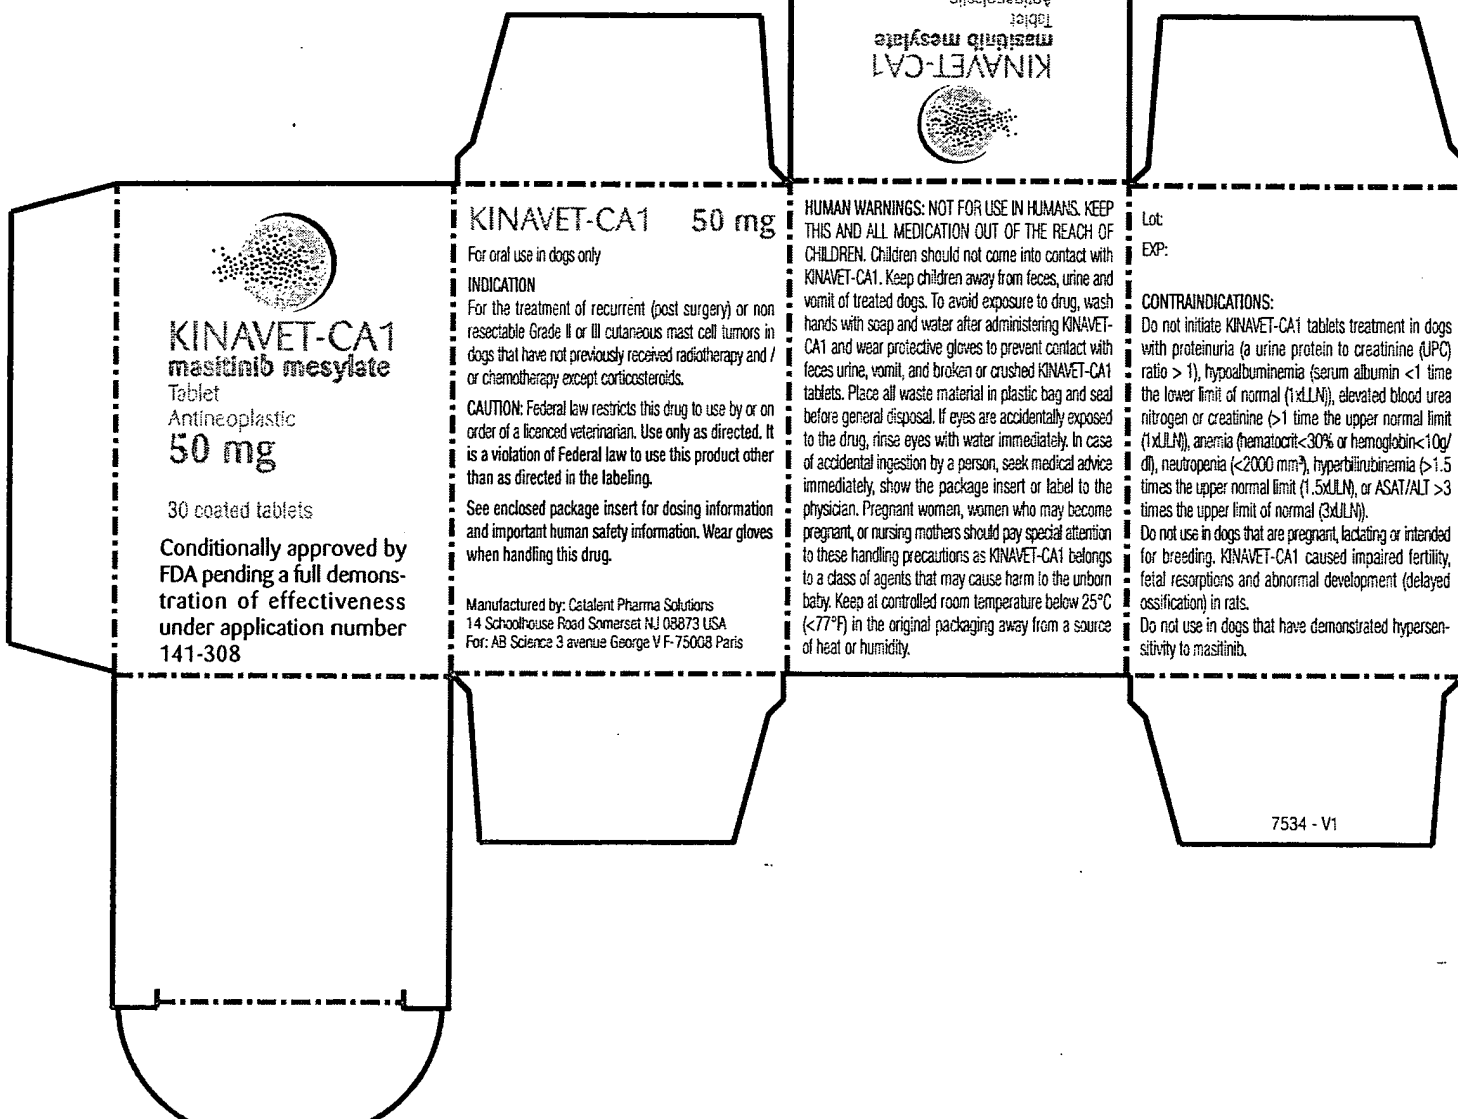 Antineoplastic
Tablet
masitinib mesylate
KINAVET-CA1
KINAVET-CA1
masitinib mesylate
Tablet
Antineoplastic
50 mg
30 coated tablets
Conditionally approved by
FDA pending a full demons-
tration of effectiveness
under application number
141-308
KINAVET-CA1 50 mg
For oral use in dogs only
INDICATION
For the treatment of recurrent (post surgery) or non
resectable Grade II or III cutaneous mast cell tumors in
dogs that have not previously received radiotherapy and /
or chemotherapy except corticosteroids.
CAUTION: Federal law restricts this drug to use by or on
order of a licenced veterinarian. Use only as directed. It
is a violation of Federal law to use this product other
than as directed in the labeling.
See enclosed package insert for dosing information
and important human safety information. Wear gloves
when handling this drug.
Manufactured by: Catalent Pharma Solutions
14 Schoolhouse Road Somerset NJ 08873 USA
For: AB Science 3 avenue George V F-75008 Paris
HUMAN WARNINGS: NOT FOR USE IN HUMANS. KEEP
THIS AND ALL MEDICATION OUT OF THE REACH OF
CHILDREN. Children should not come into contact with
KINAVET-CA1. Keep children away from feces, urine and
vomit of treated dogs. To avoid exposure to drug, wash
hands with soap and water after administering KINAVET-
CA1 and wear protective gloves to prevent contact with
feces urine, vomit, and broken or crushed KINAVET-CA1
tablets. Place all waste material in plastic bag and seal
before general disposal. If eyes are accidentally exposed
to the drug, rinse eyes with water immediately. In case
of accidental ingestion by a person, seek medical advice
immediately, show the package insert or label to the
physician. Pregnant women, women who may become
pregnant, or nursing mothers should pay special attention
to these handling precautions as KINAVET-CA1 belongs
to a class of agents that may cause harm to the unborn
baby. Keep at controlled room temperature below 25°C
(<77°F) in the original packaging away from a source
of heat or humidity.
Lot:
EXP:
CONTRAINDICATIONS:
Do not initiate KINAVET-CA1 tablets treatment in dogs
with proteinuria (a urine protein to creatinine (UPC)
ratio > 1), hypoalbuminemia (serum albumin <1 time
the lower limit of normal (1xLLN)), elevated blood urea
nitrogen or creatinine (>1 time the upper normal limit
(1xULN)), anemia (hematocrit<30% or hemoglobin<10g/
dl), neutropenia (<2000 mm³), hyperbilirubinemia (>1.5
times the upper normal limit (1.5xULN), or ASAT/ALT >3
times the upper limit of normal (3xULN)).
Do not use in dogs that are pregnant, lactating or intended
for breeding. KINAVET-CA1 caused impaired fertility,
fetal resorptions and abnormal development (delayed
ossification) in rats.
Do not use in dogs that have demonstrated hypersen-
sitivity to masitinib.
7534 - V1